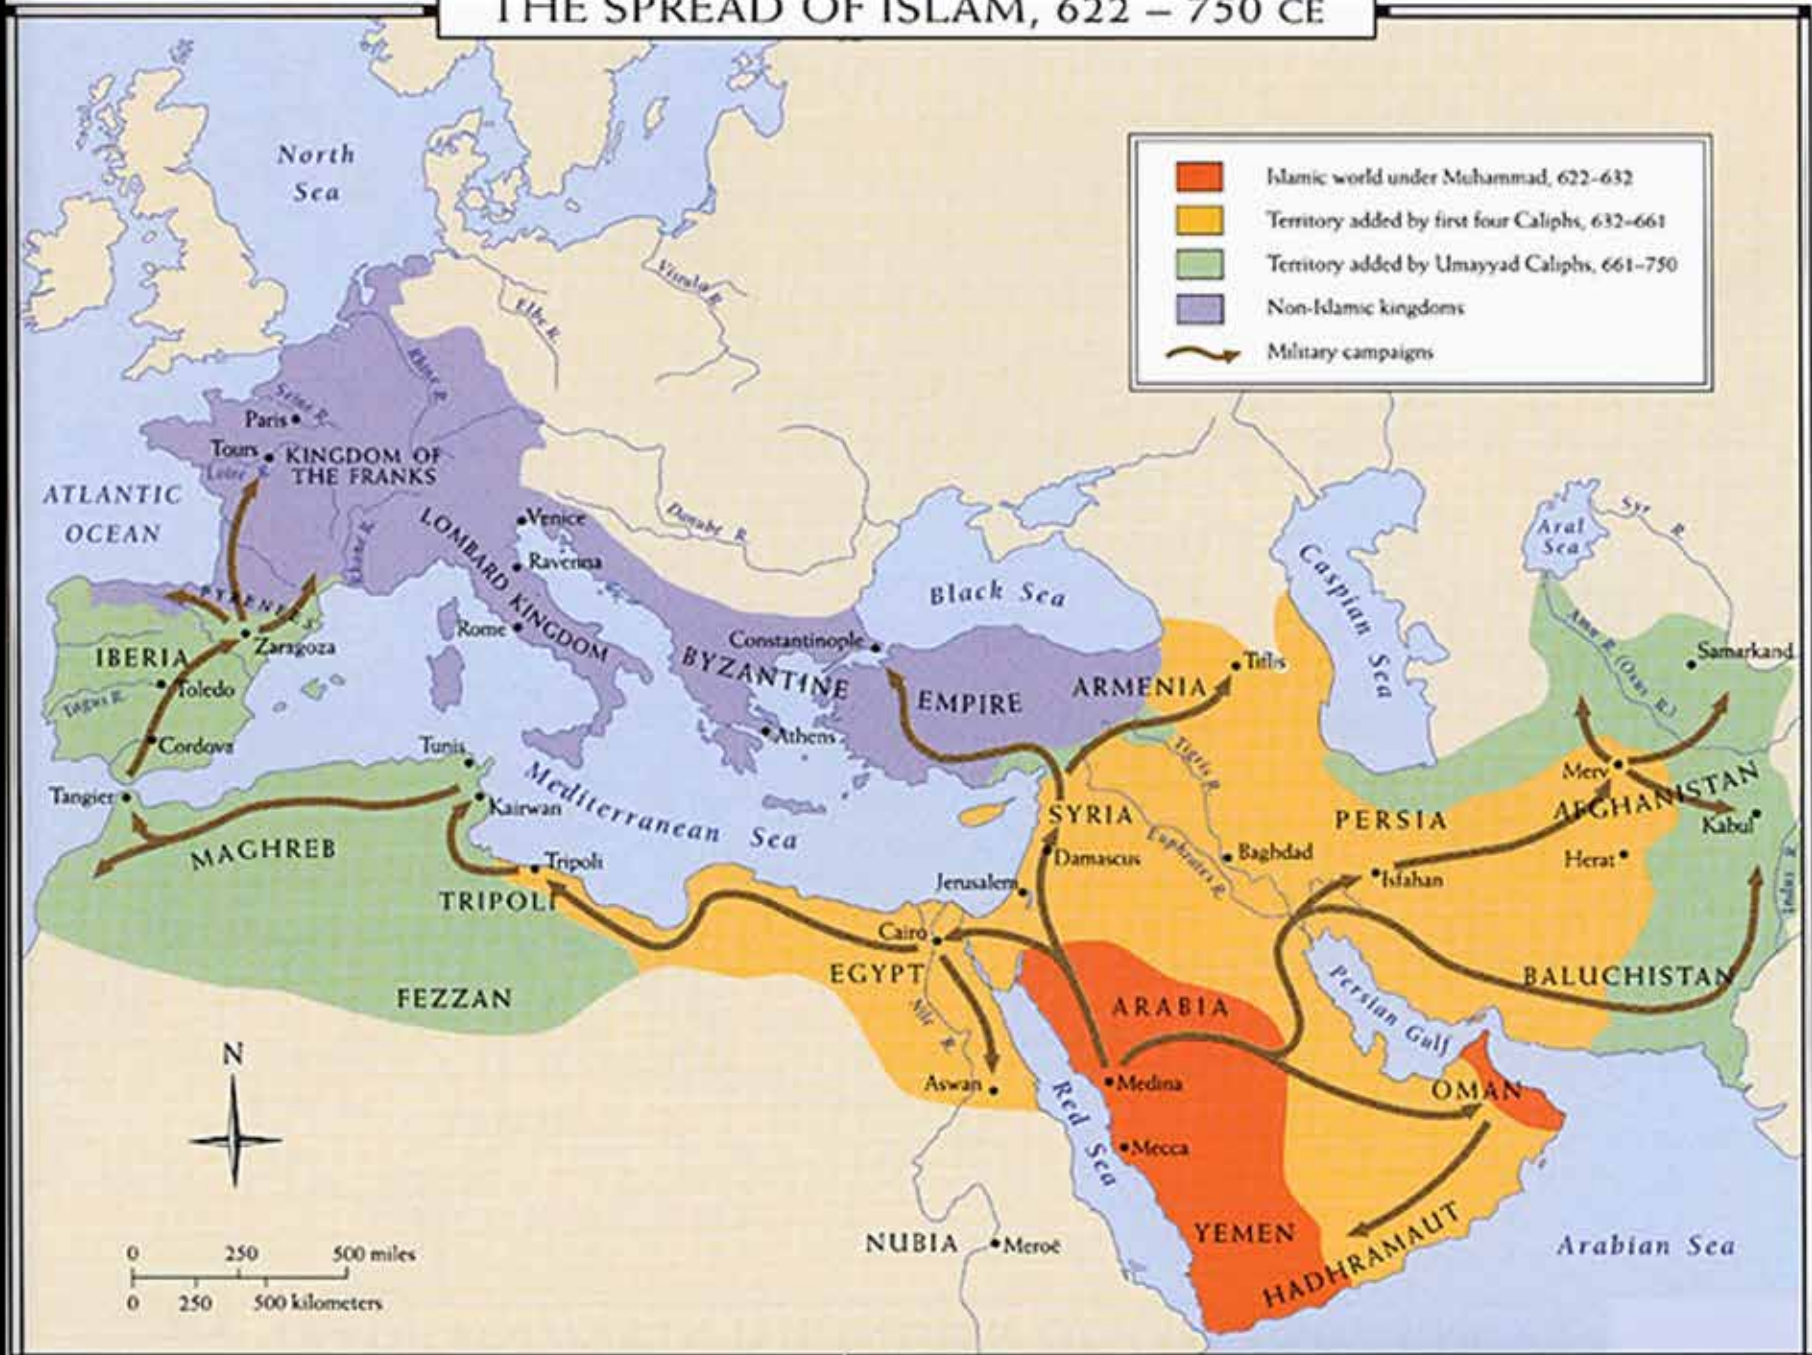 THE SPREAD OF ISLAM, 622 – 750 CE
Islamic world under Muhammad, 622–632
Territory added by first four Caliphs, 632–661
Territory added by Umayyad Caliphs, 661–750
Non-Islamic kingdoms
Military campaigns
North
Sea
Vistula R.
Elbe R.
Rhine R.
Seine R.
Paris
Tours
KINGDOM OF
THE FRANKS
Loire R.
ATLANTIC
OCEAN
Rhone R.
LOMBARD KINGDOM
Venice
Ravenna
Danube R.
Aral
Sea
Syr R.
Caspian Sea
Black Sea
PYRENEES
Rome
Constantinople
Zaragoza
IBERIA
Toledo
Tagus R.
Cordova
BYZANTINE
EMPIRE
ARMENIA
Tiflis
Amu R. (Oxus R.)
Samarkand
Athens
Tunis
Tangier
Kairwan
Mediterranean Sea
Tigris R.
SYRIA
PERSIA
Merv
AFGHANISTAN
Kabul
MAGHREB
Tripoli
TRIPOLI
Damascus
Euphrates R.
Baghdad
Herat
Isfahan
Indus R.
Jerusalem
Cairo
EGYPT
FEZZAN
Nile R.
ARABIA
Persian Gulf
BALUCHISTAN
N
Aswan
Medina
OMAN
Red Sea
Mecca
NUBIA
Meroë
YEMEN
HADHRAMAUT
Arabian Sea
0 250 500 miles
0 250 500 kilometers